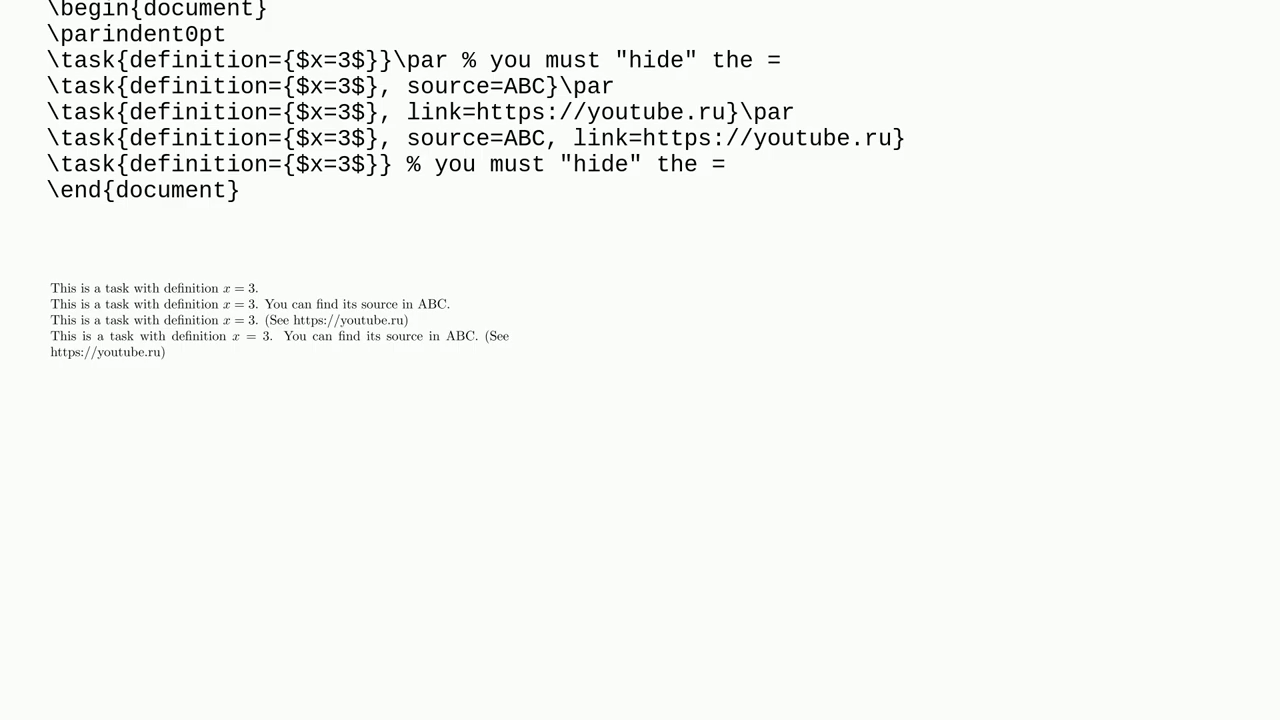 \begin{document}
\parindent0pt
\task{definition={$x=3$}}\par % you must "hide" the =
\task{definition={$x=3$}, source=ABC}\par
\task{definition={$x=3$}, link=https://youtube.ru}\par
\task{definition={$x=3$}, source=ABC, link=https://youtube.ru}
\task{definition={$x=3$}} % you must "hide" the =
\end{document}
This is a task with definition x = 3.
This is a task with definition x = 3. You can find its source in ABC.
This is a task with definition x = 3. (See https://youtube.ru)
This is a task with definition x = 3. You can find its source in ABC. (See
https://youtube.ru)